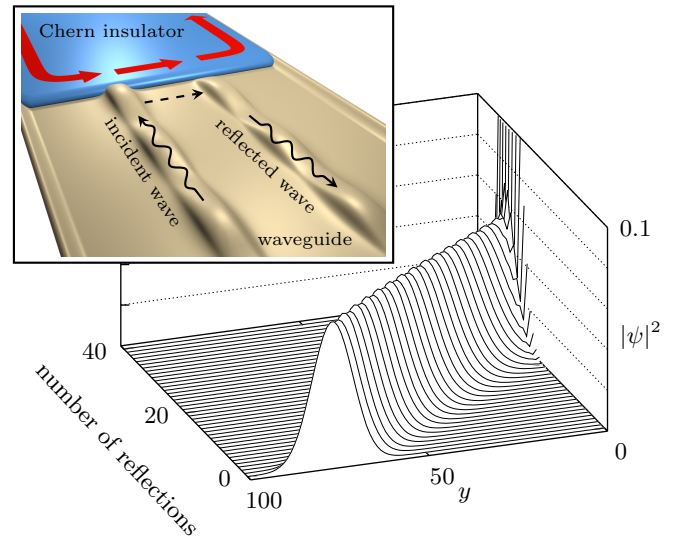 Chern insulator
incident wave
reflected wave
waveguide
0.1
|ψ|²
0
y
50
100
0
20
40
number of reflections